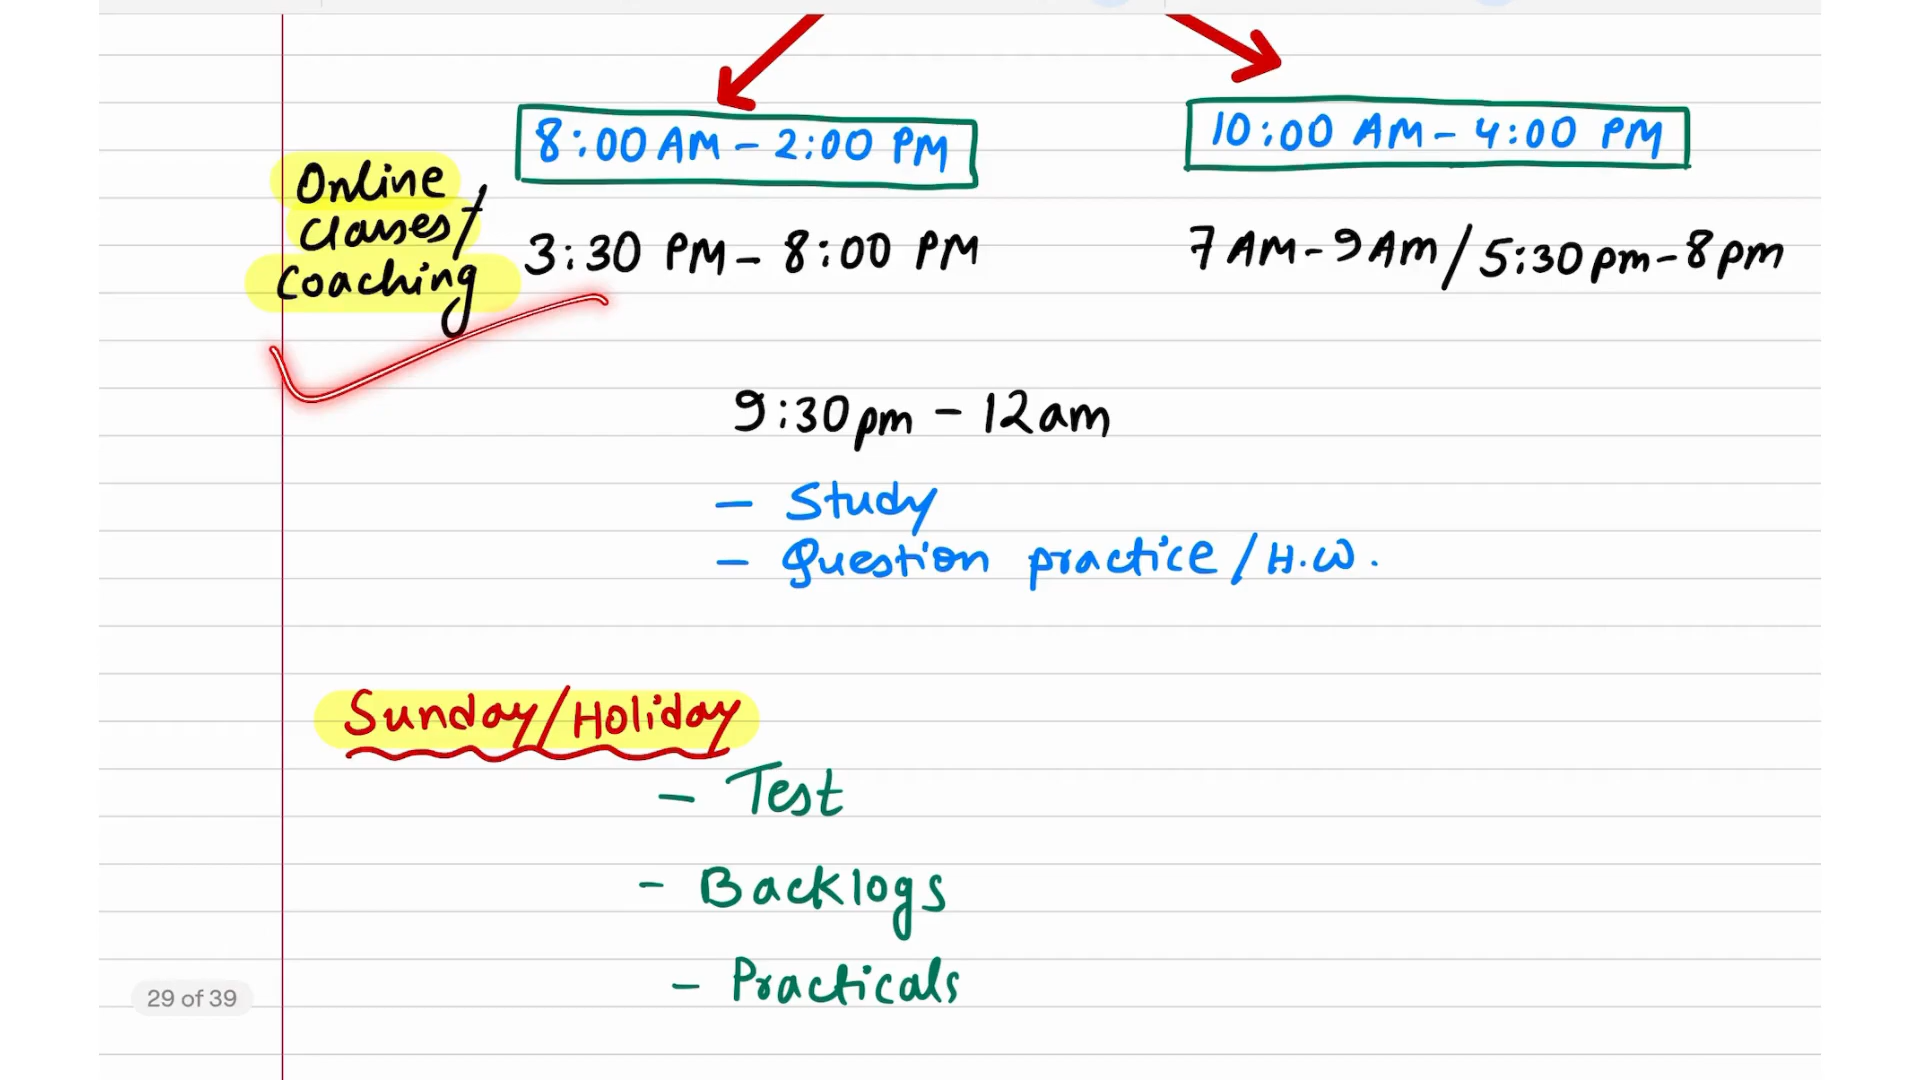 8:00 AM - 2:00 PM
10:00 AM - 4:00 PM
Online
Classes/
Coaching
3:30 PM - 8:00 PM
7 AM - 9 AM / 5:30 pm - 8 pm
9:30 pm - 12 am
- Study
- Question practice / H.W.
Sunday/Holiday
- Test
- Backlogs
- Practicals
29 of 39